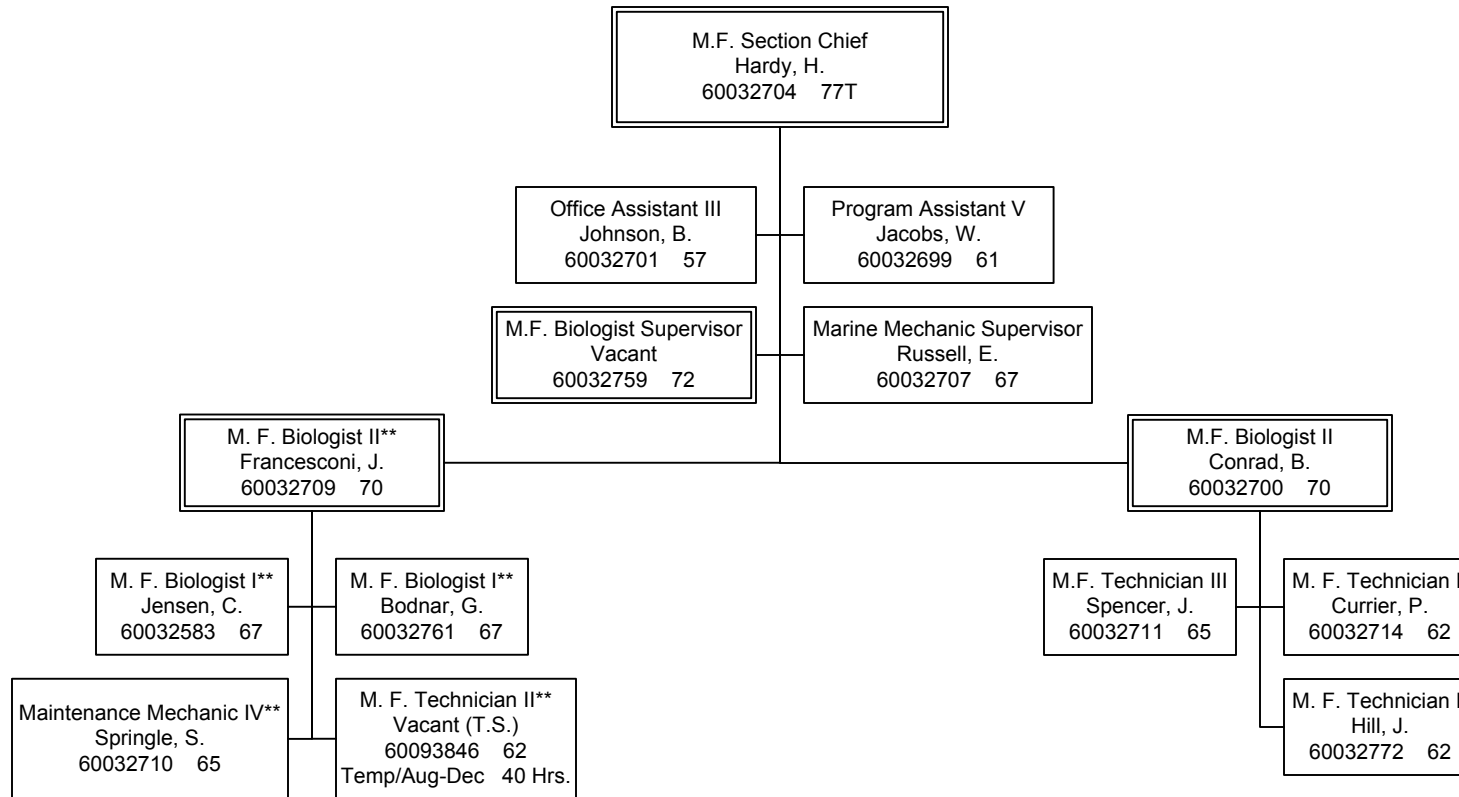 M.F. Section Chief
Hardy, H.
60032704 77T
Office Assistant III
Johnson, B.
60032701 57
Program Assistant V
Jacobs, W.
60032699 61
M.F. Biologist Supervisor
Vacant
60032759 72
Marine Mechanic Supervisor
Russell, E.
60032707 67
M. F. Biologist II**
Francesconi, J.
60032709 70
M.F. Biologist II
Conrad, B.
60032700 70
M. F. Biologist I**
Jensen, C.
60032583 67
M. F. Biologist I**
Bodnar, G.
60032761 67
M.F. Technician III
Spencer, J.
60032711 65
M. F. Technician I
Currier, P.
60032714 62
Maintenance Mechanic IV**
Springle, S.
60032710 65
M. F. Technician II**
Vacant (T.S.)
60093846 62
Temp/Aug-Dec 40 Hrs.
M. F. Technician I
Hill, J.
60032772 62